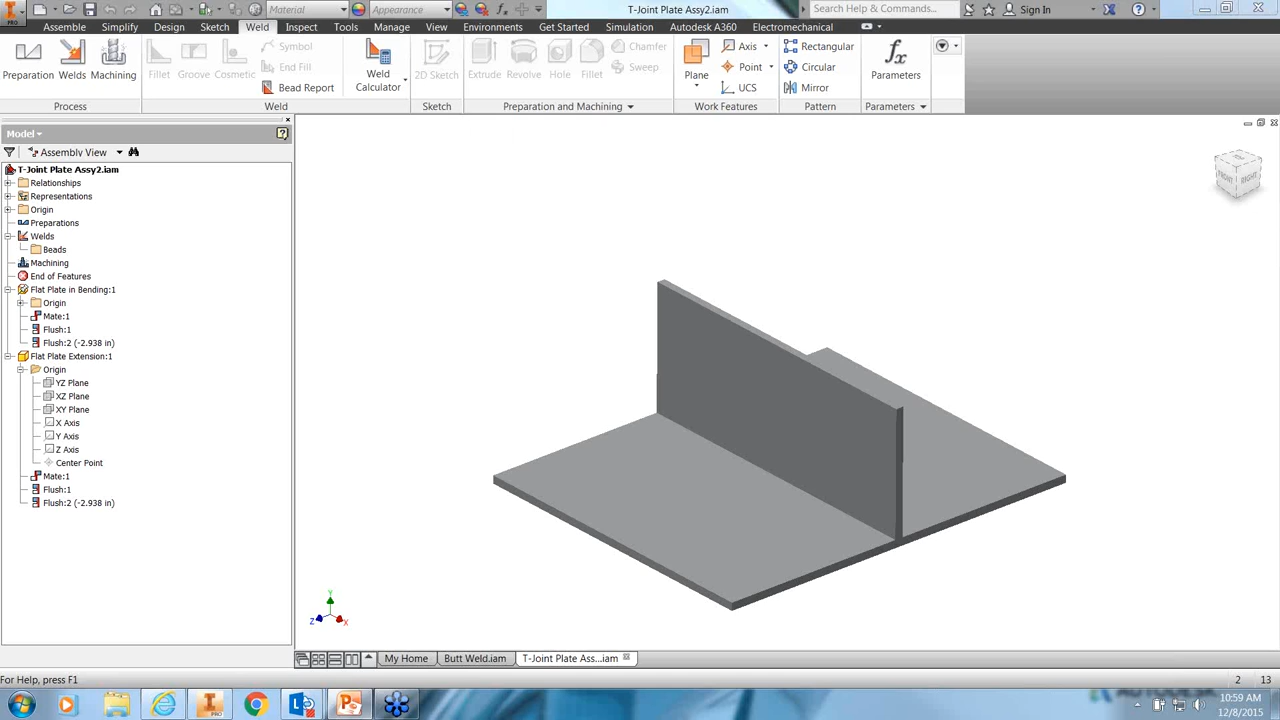 Material
Appearance
T-Joint Plate Assy2.iam
Search Help & Commands...
Sign In
Assemble Simplify Design Sketch Weld Inspect Tools Manage View Environments Get Started Simulation Autodesk A360 Electromechanical
Preparation Welds Machining
Process
Fillet Groove Cosmetic
Symbol
End Fill
Bead Report
Weld Calculator
Weld
2D Sketch
Sketch
Extrude Revolve Hole Fillet
Chamfer
Sweep
Preparation and Machining
Plane
Axis
Point
UCS
Work Features
Rectangular
Circular
Mirror
Pattern
Parameters
Parameters
Model
Assembly View
T-Joint Plate Assy2.iam
Relationships
Representations
Origin
Preparations
Welds
Beads
Machining
End of Features
Flat Plate in Bending:1
Origin
Mate:1
Flush:1
Flush:2 (-2.938 in)
Flat Plate Extension:1
Origin
YZ Plane
XZ Plane
XY Plane
X Axis
Y Axis
Z Axis
Center Point
Mate:1
Flush:1
Flush:2 (-2.938 in)
FRONT RIGHT
Y
Z X
My Home Butt Weld.iam T-Joint Plate Ass...iam
For Help, press F1
2 13
10:59 AM
12/8/2015